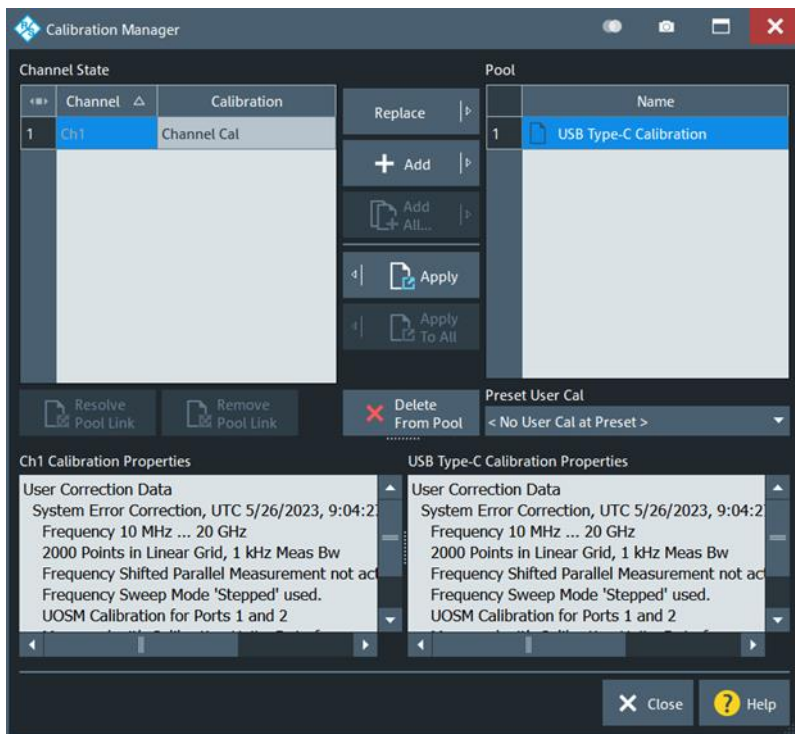 Calibration Manager
Channel State
Pool
Channel
Calibration
1
Ch1
Channel Cal
Replace
Add
Add
All...
Apply
Apply
To All
Name
1
USB Type-C Calibration
Resolve
Pool Link
Remove
Pool Link
Delete
From Pool
Preset User Cal
< No User Cal at Preset >
Ch1 Calibration Properties
User Correction Data
System Error Correction, UTC 5/26/2023, 9:04:2
Frequency 10 MHz ... 20 GHz
2000 Points in Linear Grid, 1 kHz Meas Bw
Frequency Shifted Parallel Measurement not act
Frequency Sweep Mode 'Stepped' used.
UOSM Calibration for Ports 1 and 2
USB Type-C Calibration Properties
User Correction Data
System Error Correction, UTC 5/26/2023, 9:04:2
Frequency 10 MHz ... 20 GHz
2000 Points in Linear Grid, 1 kHz Meas Bw
Frequency Shifted Parallel Measurement not act
Frequency Sweep Mode 'Stepped' used.
UOSM Calibration for Ports 1 and 2
Close
? Help